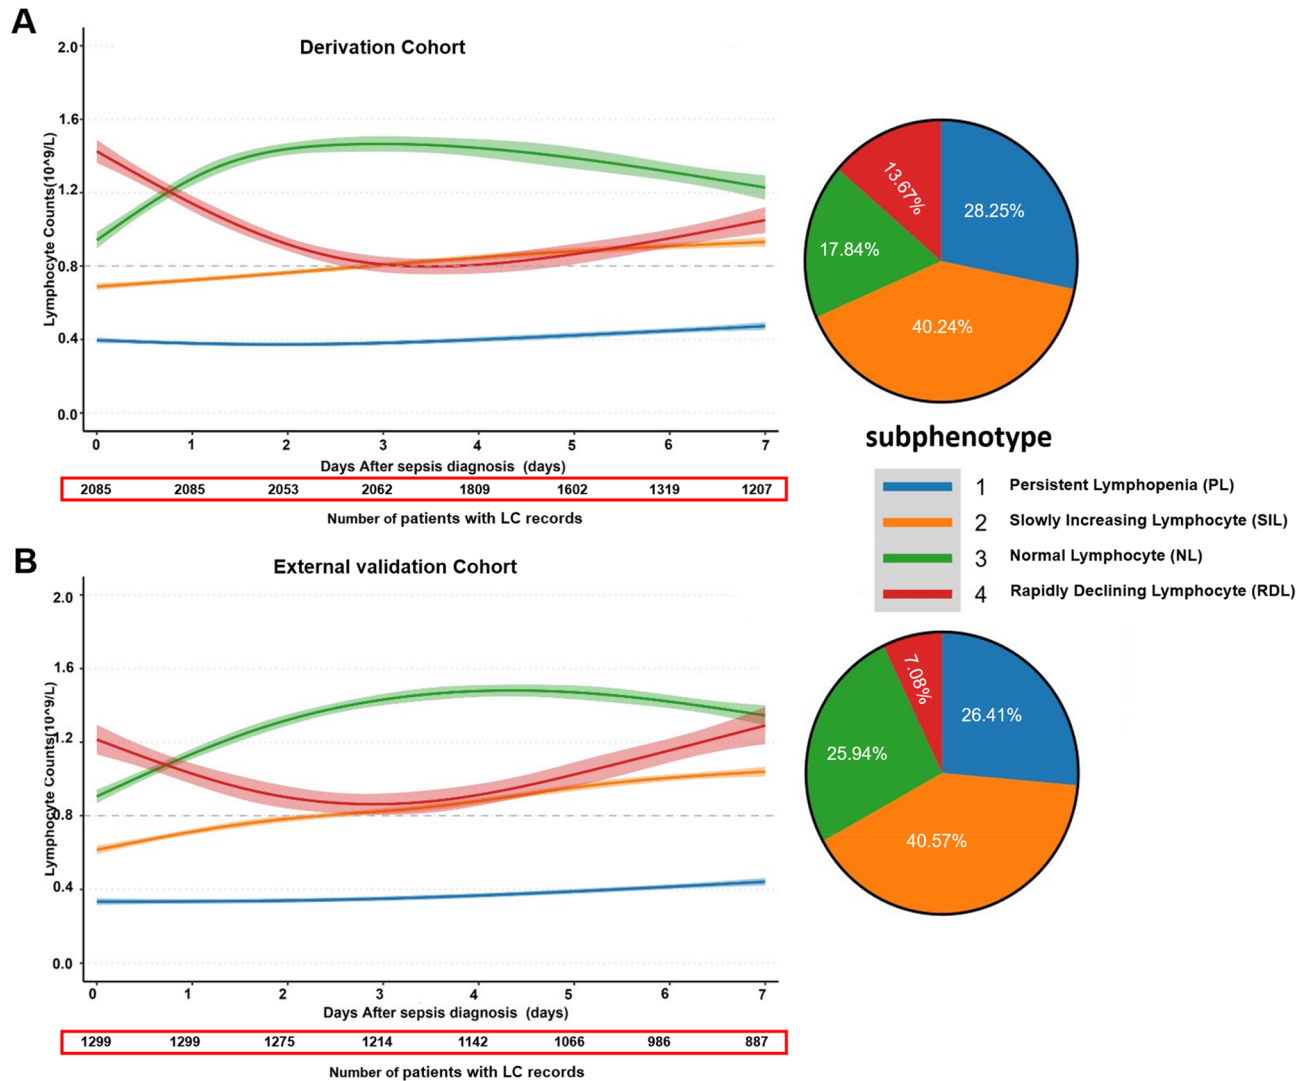 A
Derivation Cohort
2.0
1.6
1.2
0.8
0.4
0.0
Lymphocyte Counts(10^9/L)
0 1 2 3 4 5 6 7
Days After sepsis diagnosis (days)
2085 2085 2053 2062 1809 1602 1319 1207
Number of patients with LC records
13.67%
28.25%
17.84%
40.24%
subphenotype
1 Persistent Lymphopenia (PL)
2 Slowly Increasing Lymphocyte (SIL)
3 Normal Lymphocyte (NL)
4 Rapidly Declining Lymphocyte (RDL)
B
External validation Cohort
2.0
1.6
1.2
0.8
0.4
0.0
Lymphocyte Counts(10^9/L)
0 1 2 3 4 5 6 7
Days After sepsis diagnosis (days)
1299 1299 1275 1214 1142 1066 986 887
Number of patients with LC records
7.08%
26.41%
25.94%
40.57%